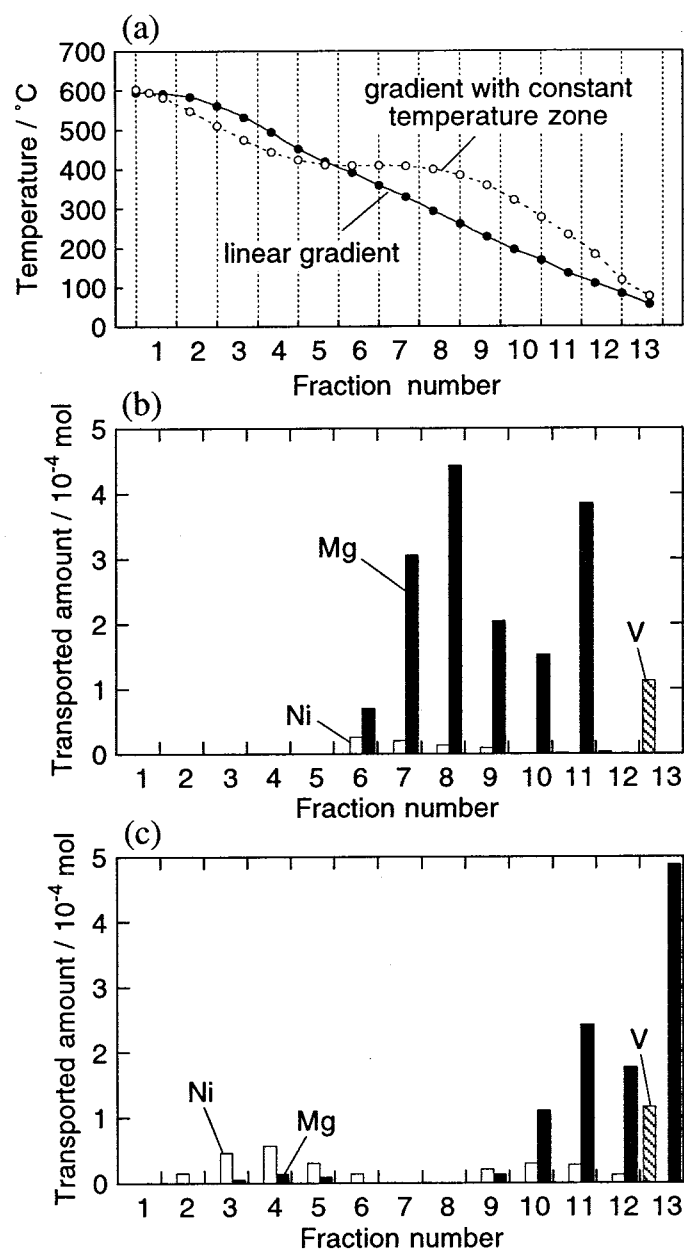 (a)
700
600
500
400
300
200
100
0
Temperature / °C
gradient with constant
temperature zone
linear gradient
1 2 3 4 5 6 7 8 9 10 11 12 13
Fraction number
(b)
5
4
3
2
1
0
Transported amount / 10⁻⁴ mol
Mg
V
Ni
1 2 3 4 5 6 7 8 9 10 11 12 13
Fraction number
(c)
5
4
3
2
1
0
Transported amount / 10⁻⁴ mol
Ni
Mg
V
1 2 3 4 5 6 7 8 9 10 11 12 13
Fraction number